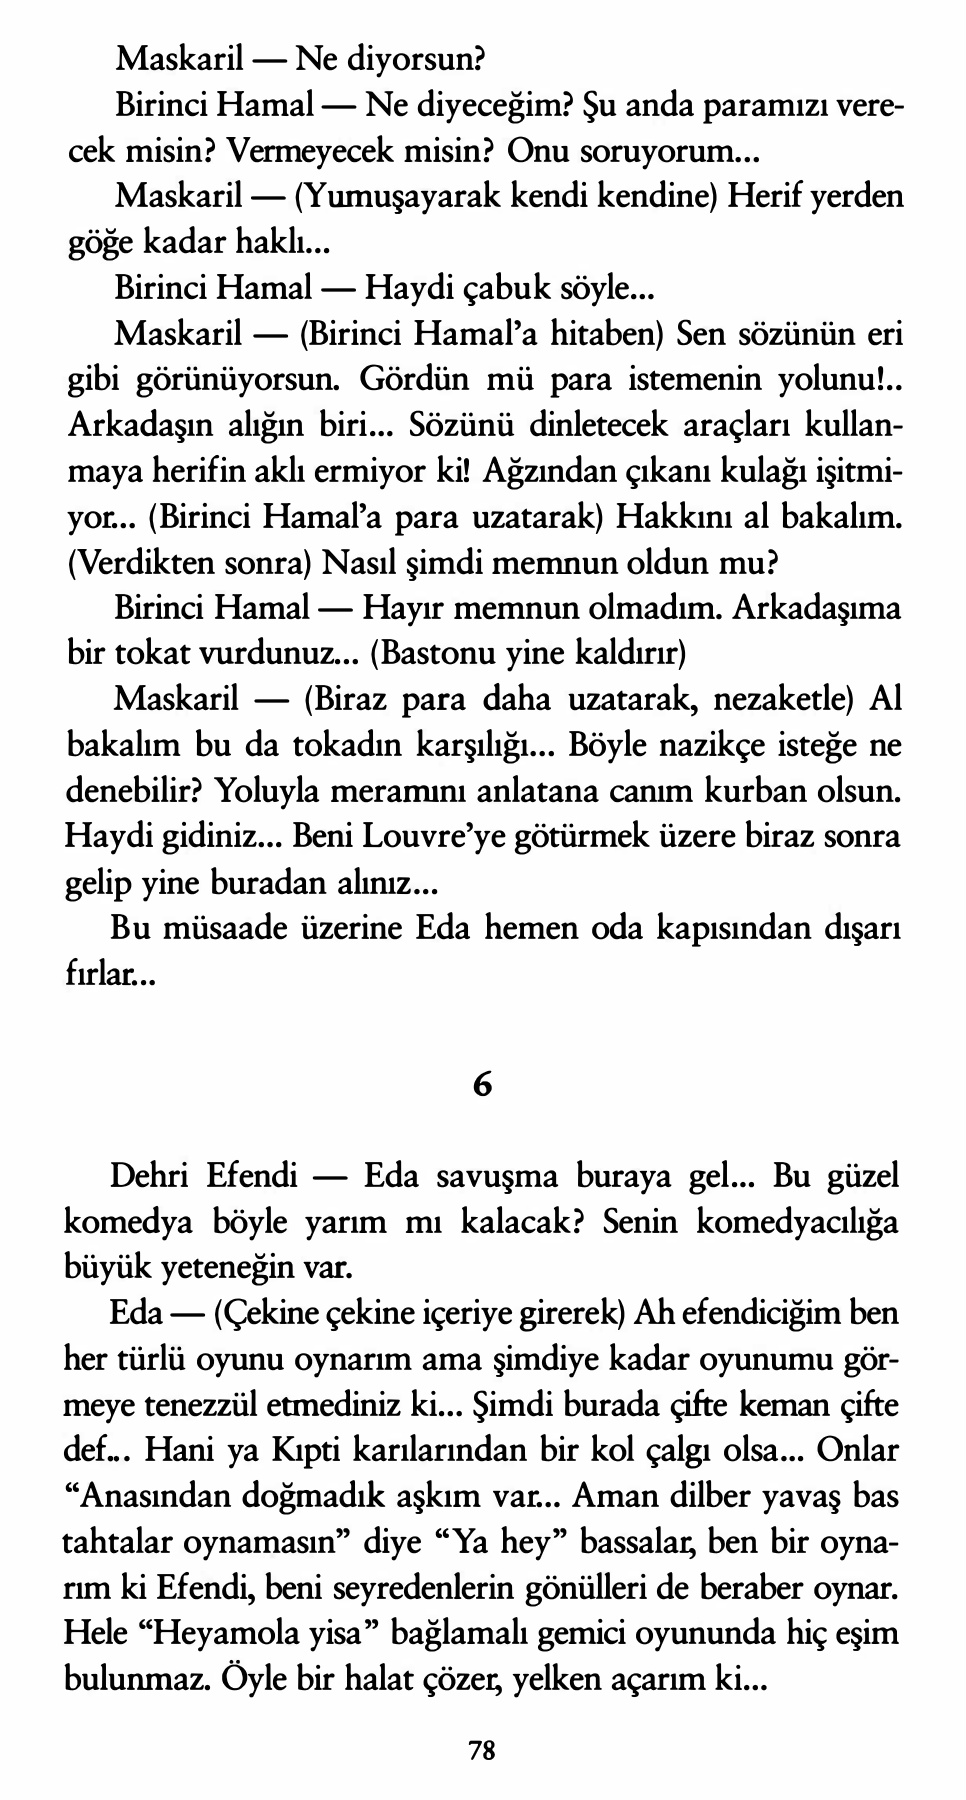 Maskaril — Ne diyorsun?
Birinci Hamal — Ne diyeceğim? Şu anda paramızı vere-
cek misin? Vermeyecek misin? Onu soruyorum...
Maskaril — (Yumuşayarak kendi kendine) Herif yerden
göğe kadar haklı...
Birinci Hamal — Haydi çabuk söyle...
Maskaril — (Birinci Hamal’a hitaben) Sen sözünün eri
gibi görünüyorsun. Gördün mü para istemenin yolunu!..
Arkadaşın alığın biri... Sözünü dinletecek araçları kullan-
maya herifin aklı ermiyor ki! Ağzından çıkanı kulağı işitmi-
yor... (Birinci Hamal’a para uzatarak) Hakkını al bakalım.
(Verdikten sonra) Nasıl şimdi memnun oldun mu?
Birinci Hamal — Hayır memnun olmadım. Arkadaşıma
bir tokat vurdunuz... (Bastonu yine kaldırır)
Maskaril — (Biraz para daha uzatarak, nezaketle) Al
bakalım bu da tokadın karşılığı... Böyle nazikçe isteğe ne
denebilir? Yoluyla meramını anlatana canım kurban olsun.
Haydi gidiniz... Beni Louvre’ye götürmek üzere biraz sonra
gelip yine buradan alınız...
Bu müsaade üzerine Eda hemen oda kapısından dışarı
fırlar...
6
Dehri Efendi — Eda savuşma buraya gel... Bu güzel
komedya böyle yarım mı kalacak? Senin komedyacılığa
büyük yeteneğin var.
Eda — (Çekine çekine içeriye girerek) Ah efendiciğim ben
her türlü oyunu oynarım ama şimdiye kadar oyunumu gör-
meye tenezzül etmediniz ki... Şimdi burada çifte keman çifte
def... Hani ya Kıpti karılarından bir kol çalgı olsa... Onlar
“Anasından doğmadık aşkım var... Aman dilber yavaş bas
tahtalar oynamasın” diye “Ya hey” bassalar, ben bir oyna-
rım ki Efendi, beni seyredenlerin gönülleri de beraber oynar.
Hele “Heyamola yisa” bağlamalı gemici oyununda hiç eşim
bulunmaz. Öyle bir halat çözer, yelken açarım ki...
78